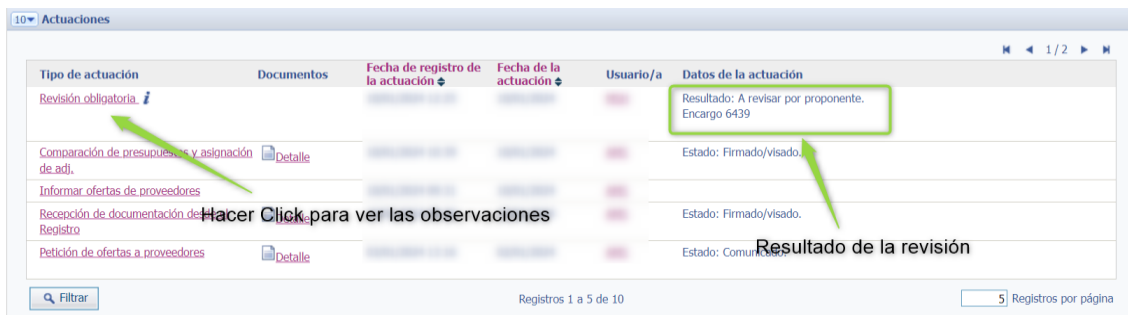 10 Actuaciones
1 / 2
Tipo de actuación Documentos Fecha de registro de la actuación Fecha de la actuación Usuario/a Datos de la actuación
Revisión obligatoria i Resultado: A revisar por proponente.
Encargo 6439
Comparación de presupuestos y asignación Detalle Estado: Firmado/visado.
de adj.
Informar ofertas de proveedores
Hacer Click para ver las observaciones
Recepción de documentación Estado: Firmado/visado.
Registro
Resultado de la revisión
Petición de ofertas a proveedores Detalle Estado: Comunicado.
Filtrar Registros 1 a 5 de 10 5 Registros por página